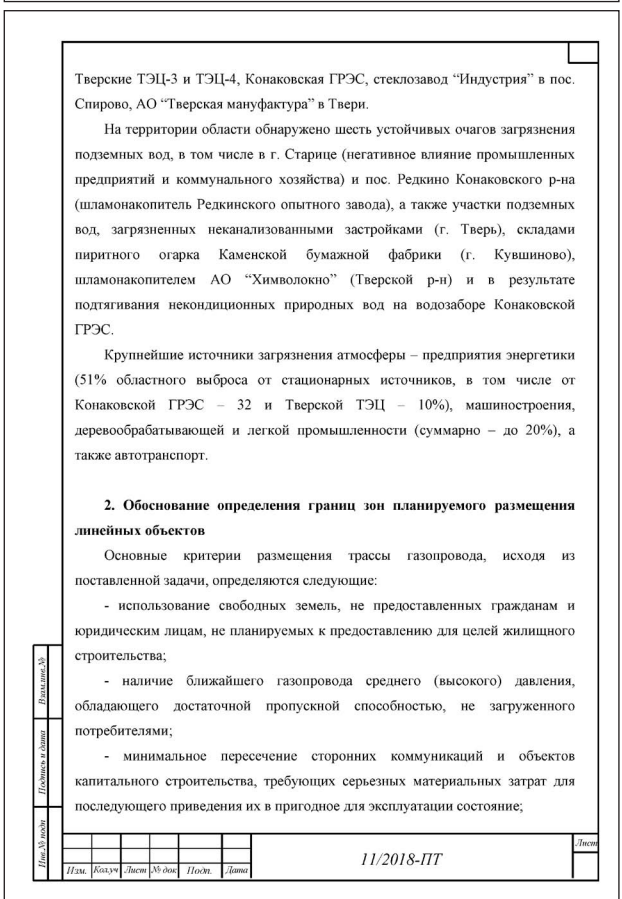 Тверские ТЭЦ-3 и ТЭЦ-4, Конаковская ГРЭС, стеклозавод “Индустрия” в пос.
Спирово, АО “Тверская мануфактура” в Твери.
На территории области обнаружено шесть устойчивых очагов загрязнения
подземных вод, в том числе в г. Старице (негативное влияние промышленных
предприятий и коммунального хозяйства) и пос. Редкино Конаковского р-на
(шламонакопитель Редкинского опытного завода), а также участки подземных
вод, загрязненных неканализованными застройками (г. Тверь), складами
пиритного огарка Каменской бумажной фабрики (г. Кувшиново),
шламонакопителем АО “Химволокно” (Тверской р-н) и в результате
подтягивания некондиционных природных вод на водозаборе Конаковской
ГРЭС.
Крупнейшие источники загрязнения атмосферы – предприятия энергетики
(51% областного выброса от стационарных источников, в том числе от
Конаковской ГРЭС – 32 и Тверской ТЭЦ – 10%), машиностроения,
деревообрабатывающей и легкой промышленности (суммарно – до 20%), а
также автотранспорт.
2. Обоснование определения границ зон планируемого размещения
линейных объектов
Основные критерии размещения трассы газопровода, исходя из
поставленной задачи, определяются следующие:
- использование свободных земель, не предоставленных гражданам и
юридическим лицам, не планируемых к предоставлению для целей жилищного
строительства;
- наличие ближайшего газопровода среднего (высокого) давления,
обладающего достаточной пропускной способностью, не загруженного
потребителями;
- минимальное пересечение сторонних коммуникаций и объектов
капитального строительства, требующих серьезных материальных затрат для
последующего приведения их в пригодное для эксплуатации состояние;
Взам.инв.№
Подпись и дата
Инв.№ подп
Изм. Кол.уч Лист № док Подп. Дата
11/2018-ПТ
Лист